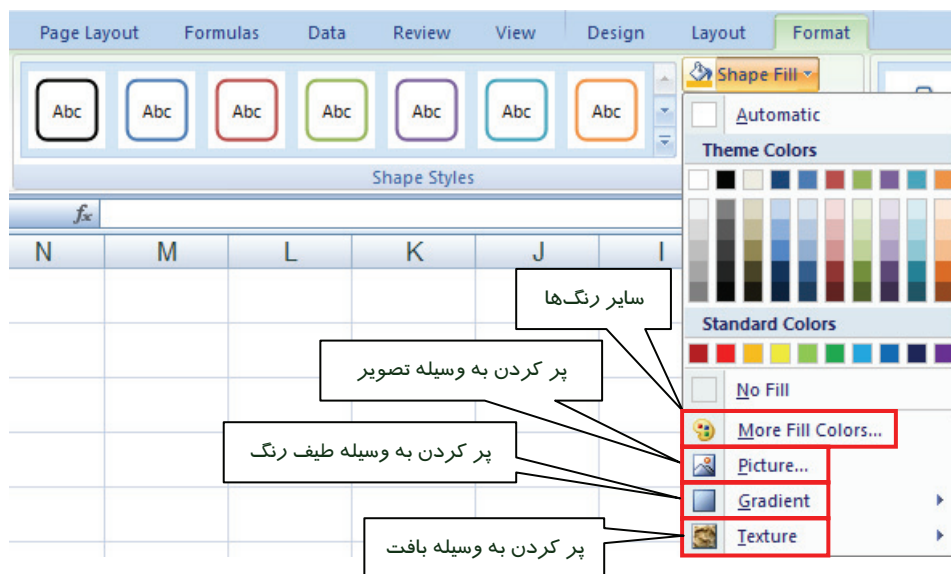 Page Layout Formulas Data Review View Design Layout Format
Abc Abc Abc Abc Abc Abc Abc
Shape Fill
Shape Styles
Automatic
Theme Colors
fx
N M L K J I
Standard Colors
No Fill
More Fill Colors...
Picture...
Gradient
Texture
سایر رنگ‌ها
پر کردن به وسیله تصویر
پر کردن به وسیله طیف رنگ
پر کردن به وسیله بافت